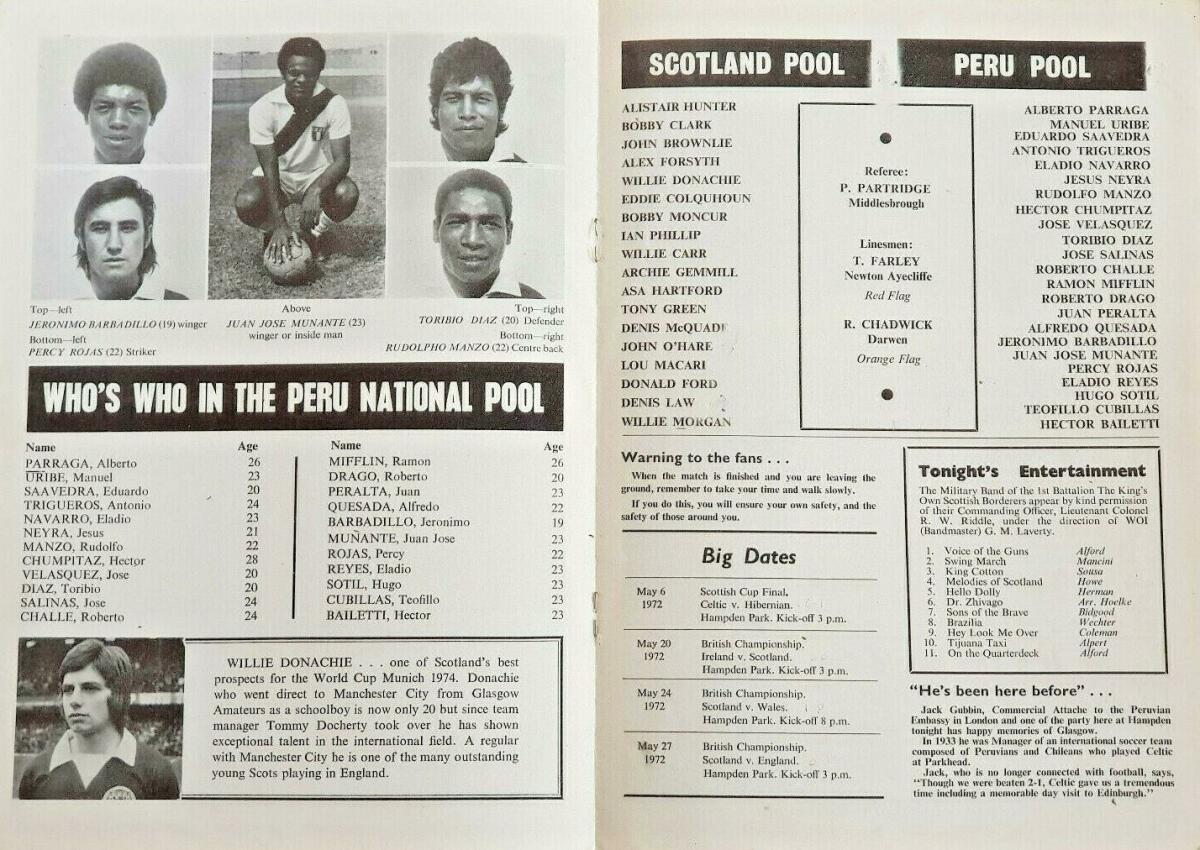 Top—left
JERONIMO BARBADILLO (19) winger
Bottom—left
PERCY ROJAS (22) Striker
Above
JUAN JOSE MUNANTE (23)
winger or inside man
Top—right
TORIBIO DIAZ (20) Defender
Bottom—right
RUDOLPHO MANZO (22) Centre back
WHO'S WHO IN THE PERU NATIONAL POOL
Name Age
PARRAGA, Alberto 26
URIBE, Manuel 23
SAAVEDRA, Eduardo 20
TRIGUEROS, Antonio 24
NAVARRO, Eladio 23
NEYRA, Jesus 21
MANZO, Rudolfo 22
CHUMPITAZ, Hector 28
VELASQUEZ, Jose 20
DIAZ, Toribio 20
SALINAS, Jose 24
CHALLE, Roberto 24
Name Age
MIFFLIN, Ramon 26
DRAGO, Roberto 20
PERALTA, Juan 23
QUESADA, Alfredo 22
BARBADILLO, Jeronimo 19
MUÑANTE, Juan Jose 23
ROJAS, Percy 22
REYES, Eladio 23
SOTIL, Hugo 23
CUBILLAS, Teofillo 23
BAILETTI, Hector 23
WILLIE DONACHIE . . . one of Scotland's best
prospects for the World Cup Munich 1974. Donachie
who went direct to Manchester City from Glasgow
Amateurs as a schoolboy is now only 20 but since team
manager Tommy Docherty took over he has shown
exceptional talent in the international field. A regular
with Manchester City he is one of the many outstanding
young Scots playing in England.
SCOTLAND POOL
ALISTAIR HUNTER
BOBBY CLARK
JOHN BROWNLIE
ALEX FORSYTH
WILLIE DONACHIE
EDDIE COLQUHOUN
BOBBY MONCUR
IAN PHILLIP
WILLIE CARR
ARCHIE GEMMILL
ASA HARTFORD
TONY GREEN
DENIS McQUADE
JOHN O'HARE
LOU MACARI
DONALD FORD
DENIS LAW
WILLIE MORGAN
Referee:
P. PARTRIDGE
Middlesbrough
Linesmen:
T. FARLEY
Newton Ayecliffe
Red Flag
R. CHADWICK
Darwen
Orange Flag
PERU POOL
ALBERTO PARRAGA
MANUEL URIBE
EDUARDO SAAVEDRA
ANTONIO TRIGUEROS
ELADIO NAVARRO
JESUS NEYRA
RUDOLFO MANZO
HECTOR CHUMPITAZ
JOSE VELASQUEZ
TORIBIO DIAZ
JOSE SALINAS
ROBERTO CHALLE
RAMON MIFFLIN
ROBERTO DRAGO
JUAN PERALTA
ALFREDO QUESADA
JERONIMO BARBADILLO
JUAN JOSE MUNANTE
PERCY ROJAS
ELADIO REYES
HUGO SOTIL
TEOFILLO CUBILLAS
HECTOR BAILETTI
Warning to the fans . . .
When the match is finished and you are leaving the
ground, remember to take your time and walk slowly.
If you do this, you will ensure your own safety, and the
safety of those around you.
Big Dates
May 6 Scottish Cup Final.
1972 Celtic v. Hibernian.
Hampden Park. Kick-off 3 p.m.
May 20 British Championship.
1972 Ireland v. Scotland.
Hampden Park. Kick-off 3 p.m.
May 24 British Championship.
1972 Scotland v. Wales.
Hampden Park. Kick-off 8 p.m.
May 27 British Championship.
1972 Scotland v. England.
Hampden Park. Kick-off 3 p.m.
Tonight's Entertainment
The Military Band of the 1st Battalion The King's
Own Scottish Borderers appear by kind permission
of their Commanding Officer, Lieutenant Colonel
R. W. Riddle, under the direction of WOI
(Bandmaster) G. M. Laverty.
1. Voice of the Guns Alford
2. Swing March Mancini
3. King Cotton Sousa
4. Melodies of Scotland Howe
5. Hello Dolly Herman
6. Dr. Zhivago Arr. Hoelke
7. Sons of the Brave Bidgood
8. Brazilia Wechter
9. Hey Look Me Over Coleman
10. Tijuana Taxi Alpert
11. On the Quarterdeck Alford
"He's been here before" . . .
Jack Gubbin, Commercial Attache to the Peruvian
Embassy in London and one of the party here at Hampden
tonight has happy memories of Glasgow.
In 1933 he was Manager of an international soccer team
composed of Peruvians and Chileans who played Celtic
at Parkhead.
Jack, who is no longer connected with football, says,
"Though we were beaten 2-1, Celtic gave us a tremendous
time including a memorable day visit to Edinburgh."